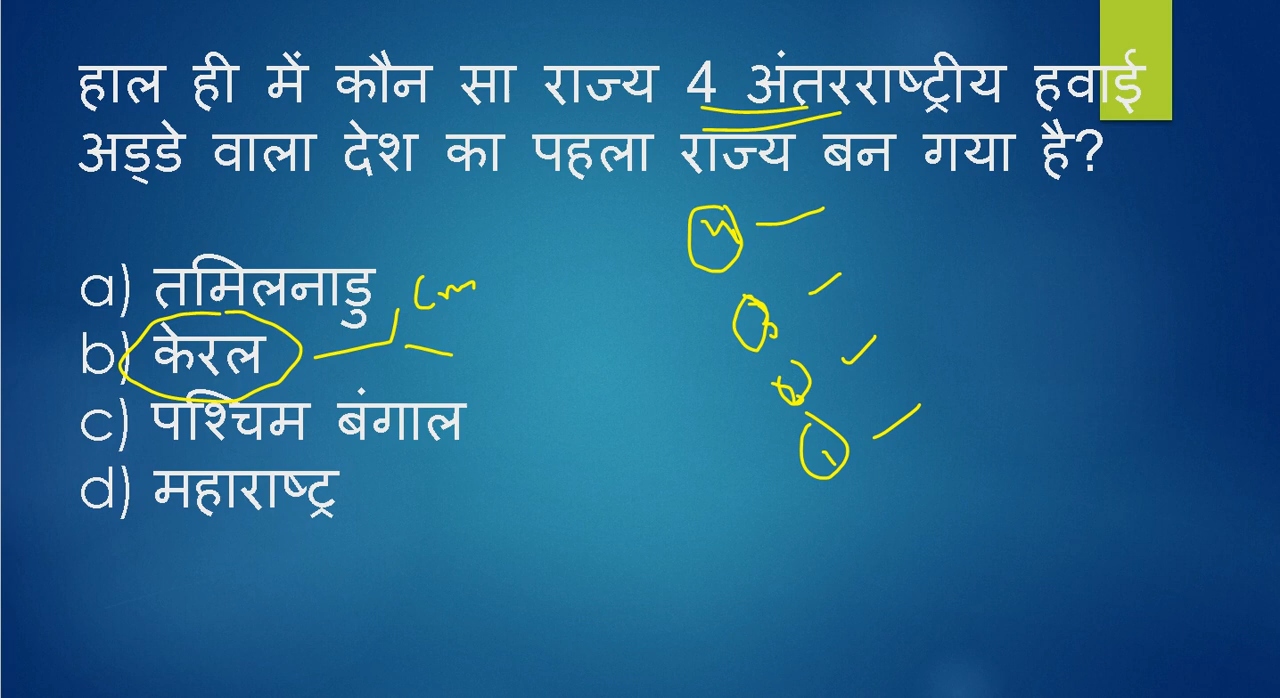 हाल ही में कौन सा राज्य 4 अंतरराष्ट्रीय हवाई
अड्डे वाला देश का पहला राज्य बन गया है?
a) तमिलनाडु
b) केरल
c) पश्चिम बंगाल
d) महाराष्ट्र